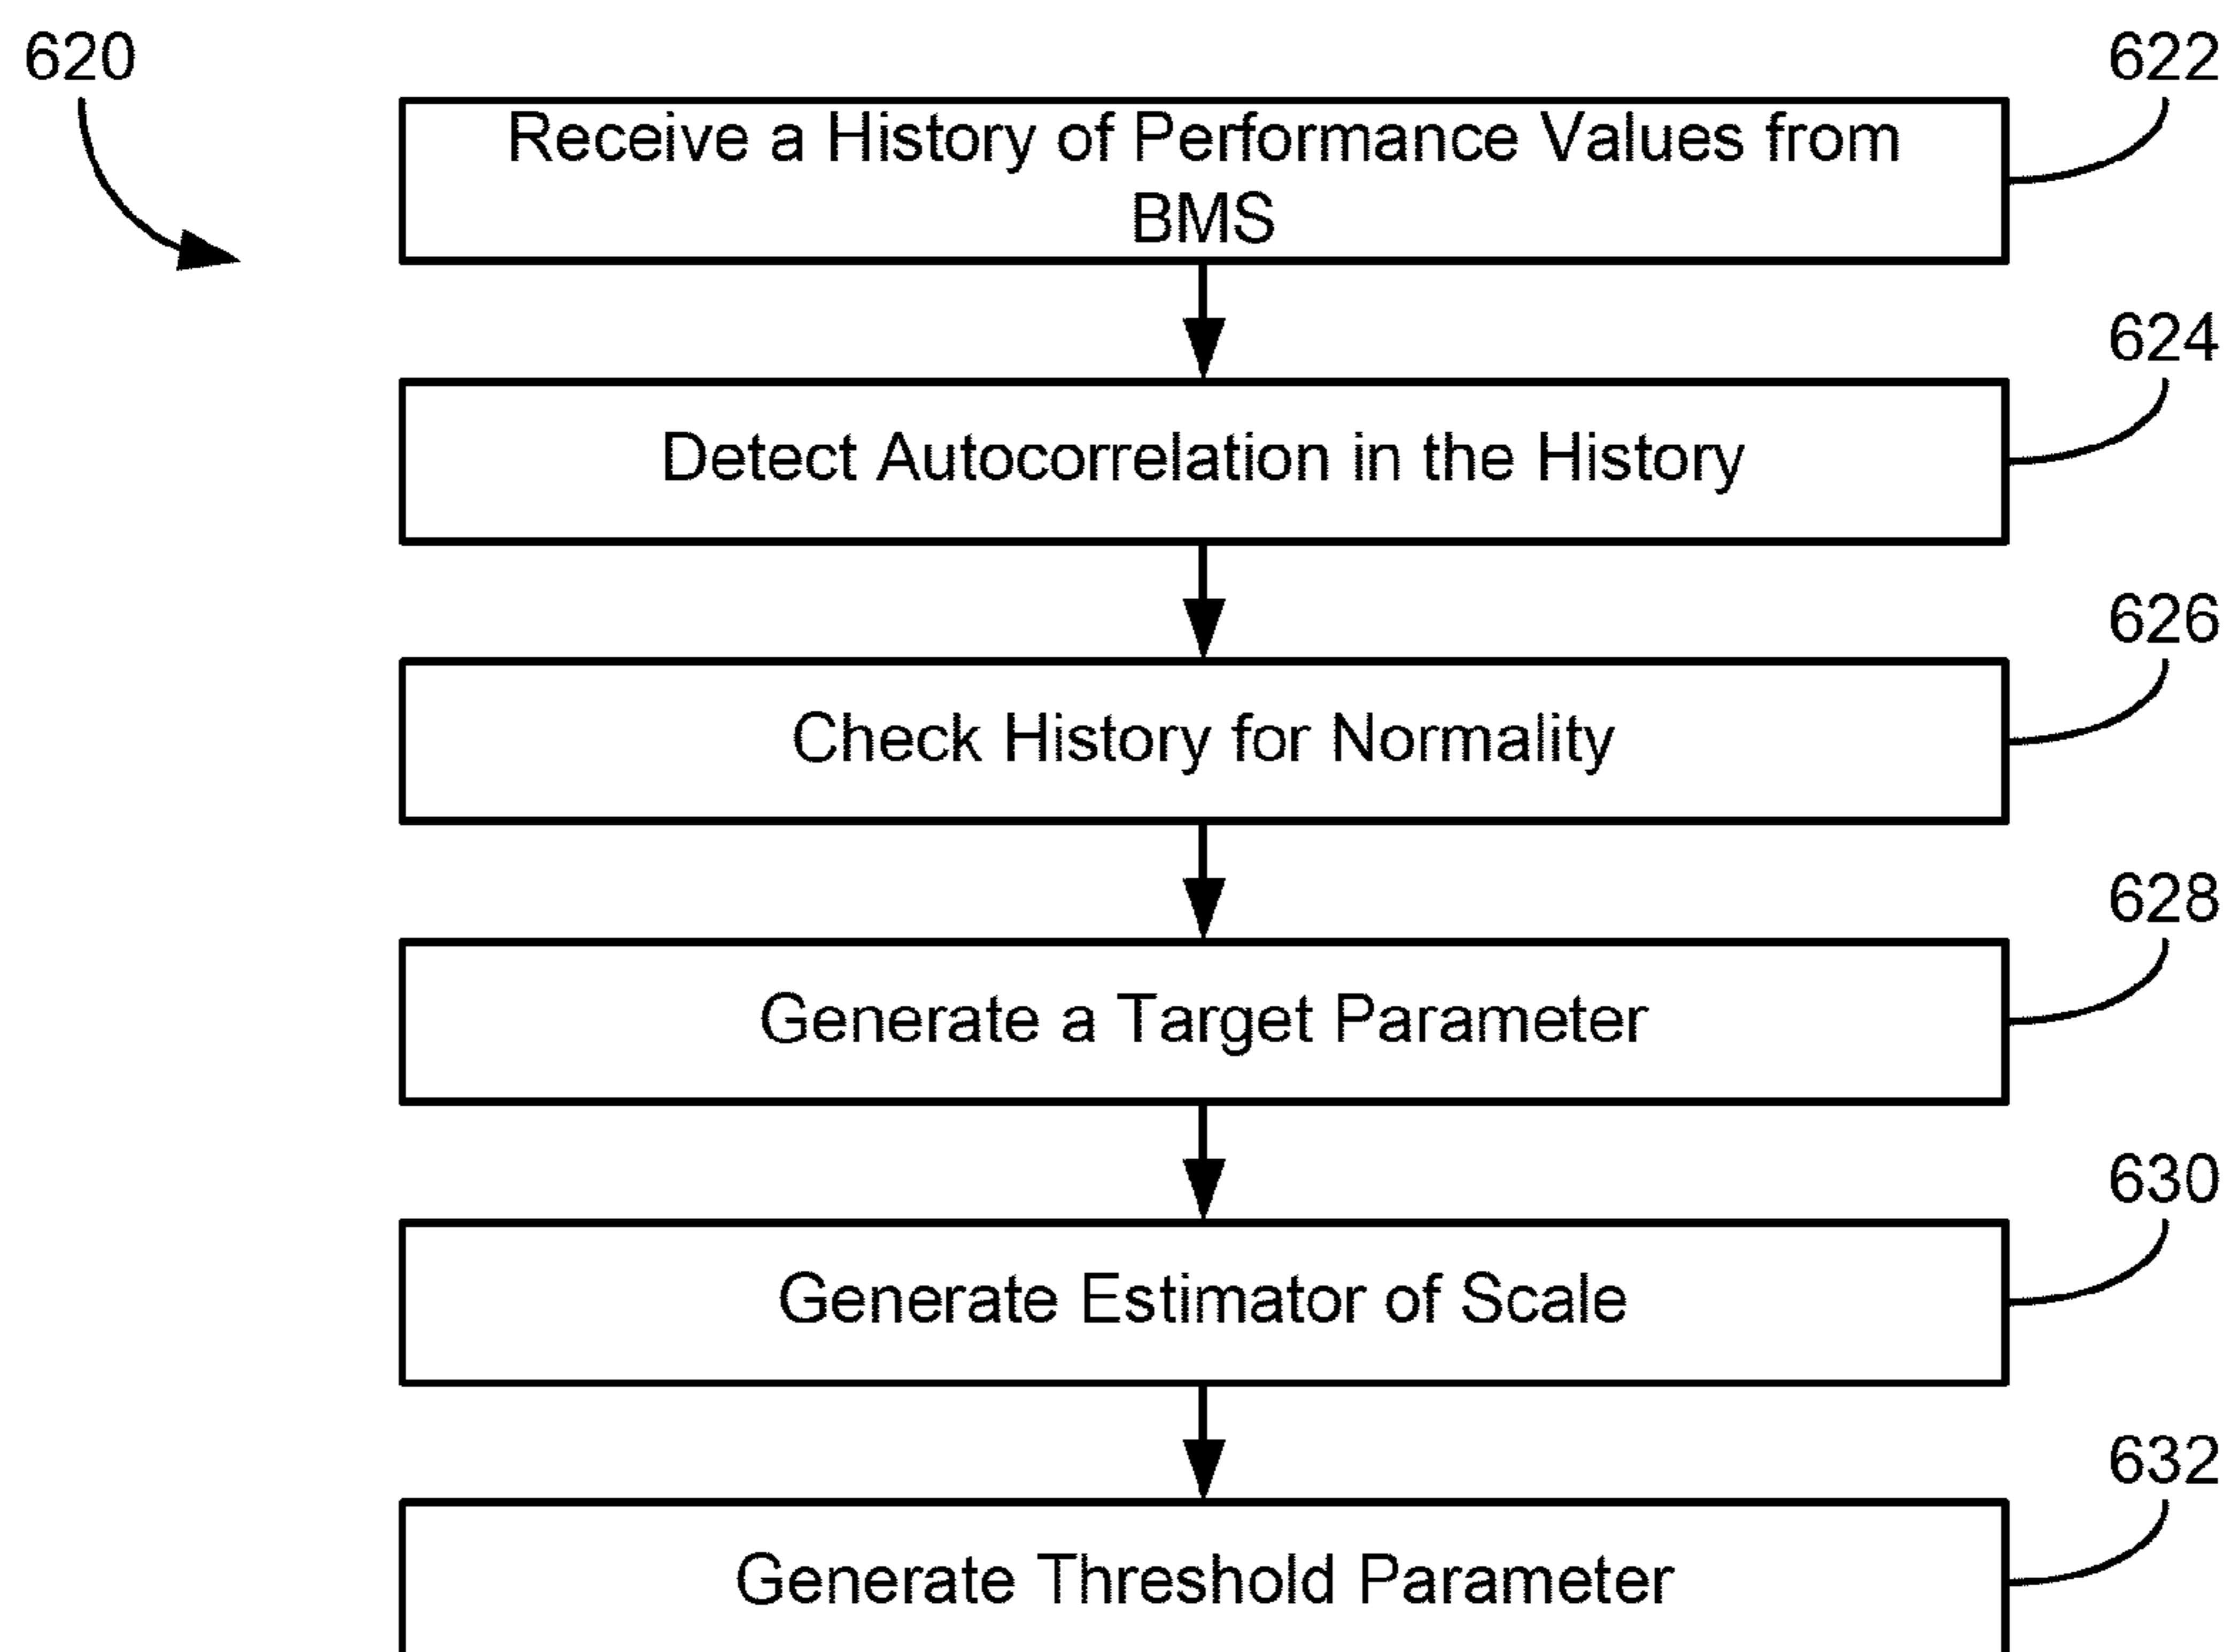 620
622
Receive a History of Performance Values from
BMS
624
Detect Autocorrelation in the History
626
Check History for Normality
628
Generate a Target Parameter
630
Generate Estimator of Scale
632
Generate Threshold Parameter